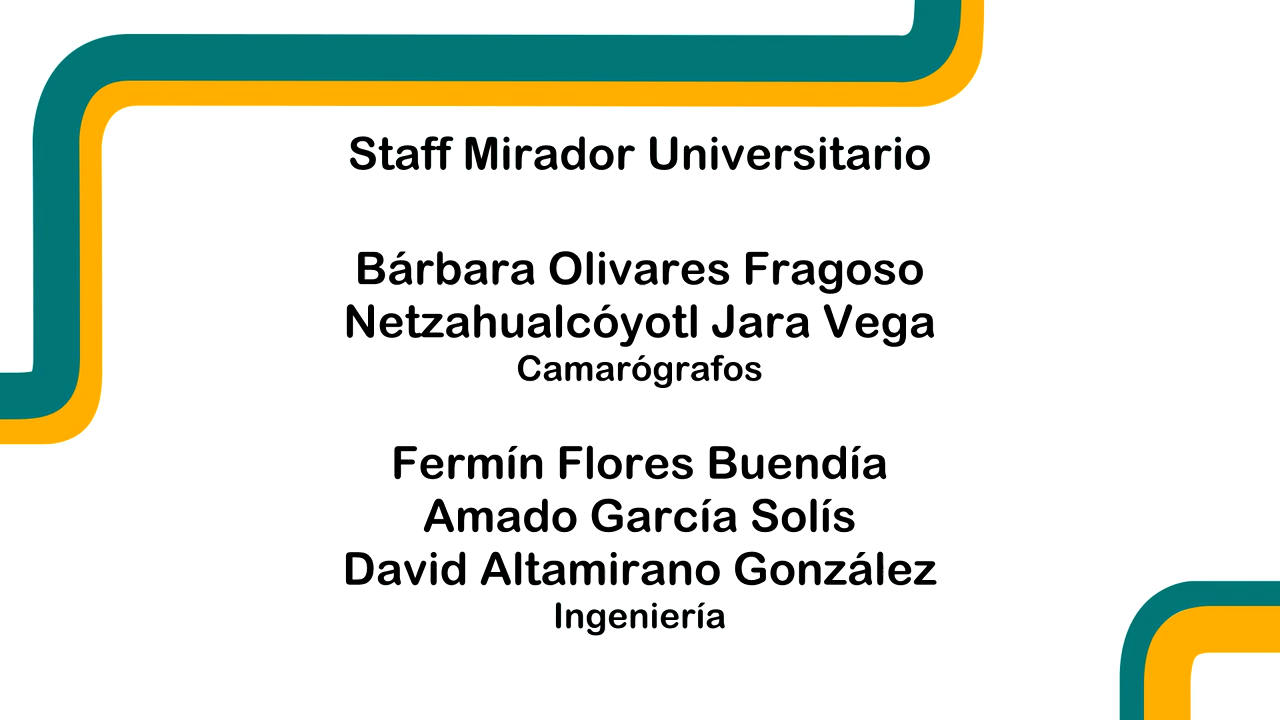 Staff Mirador Universitario
Bárbara Olivares Fragoso
Netzahualcóyotl Jara Vega
Camarógrafos
Fermín Flores Buendía
Amado García Solís
David Altamirano González
Ingeniería